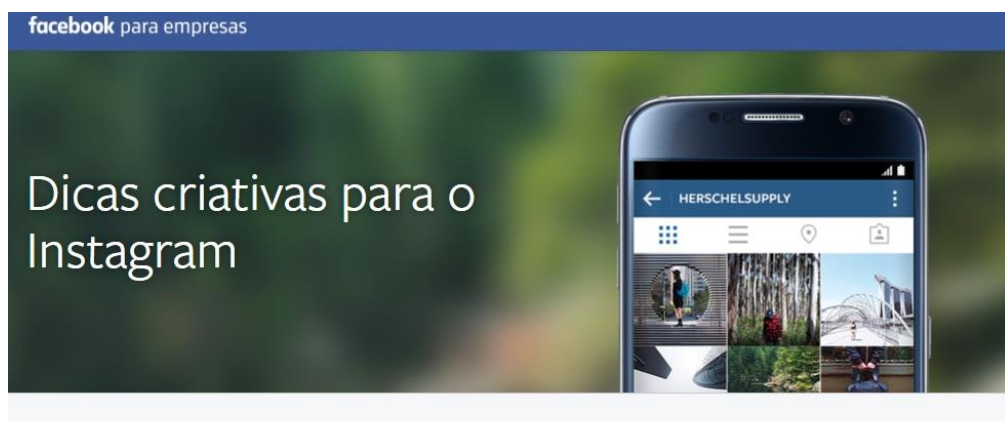 facebook para empresas
Dicas criativas para o
Instagram
HERSCHELSUPPLY